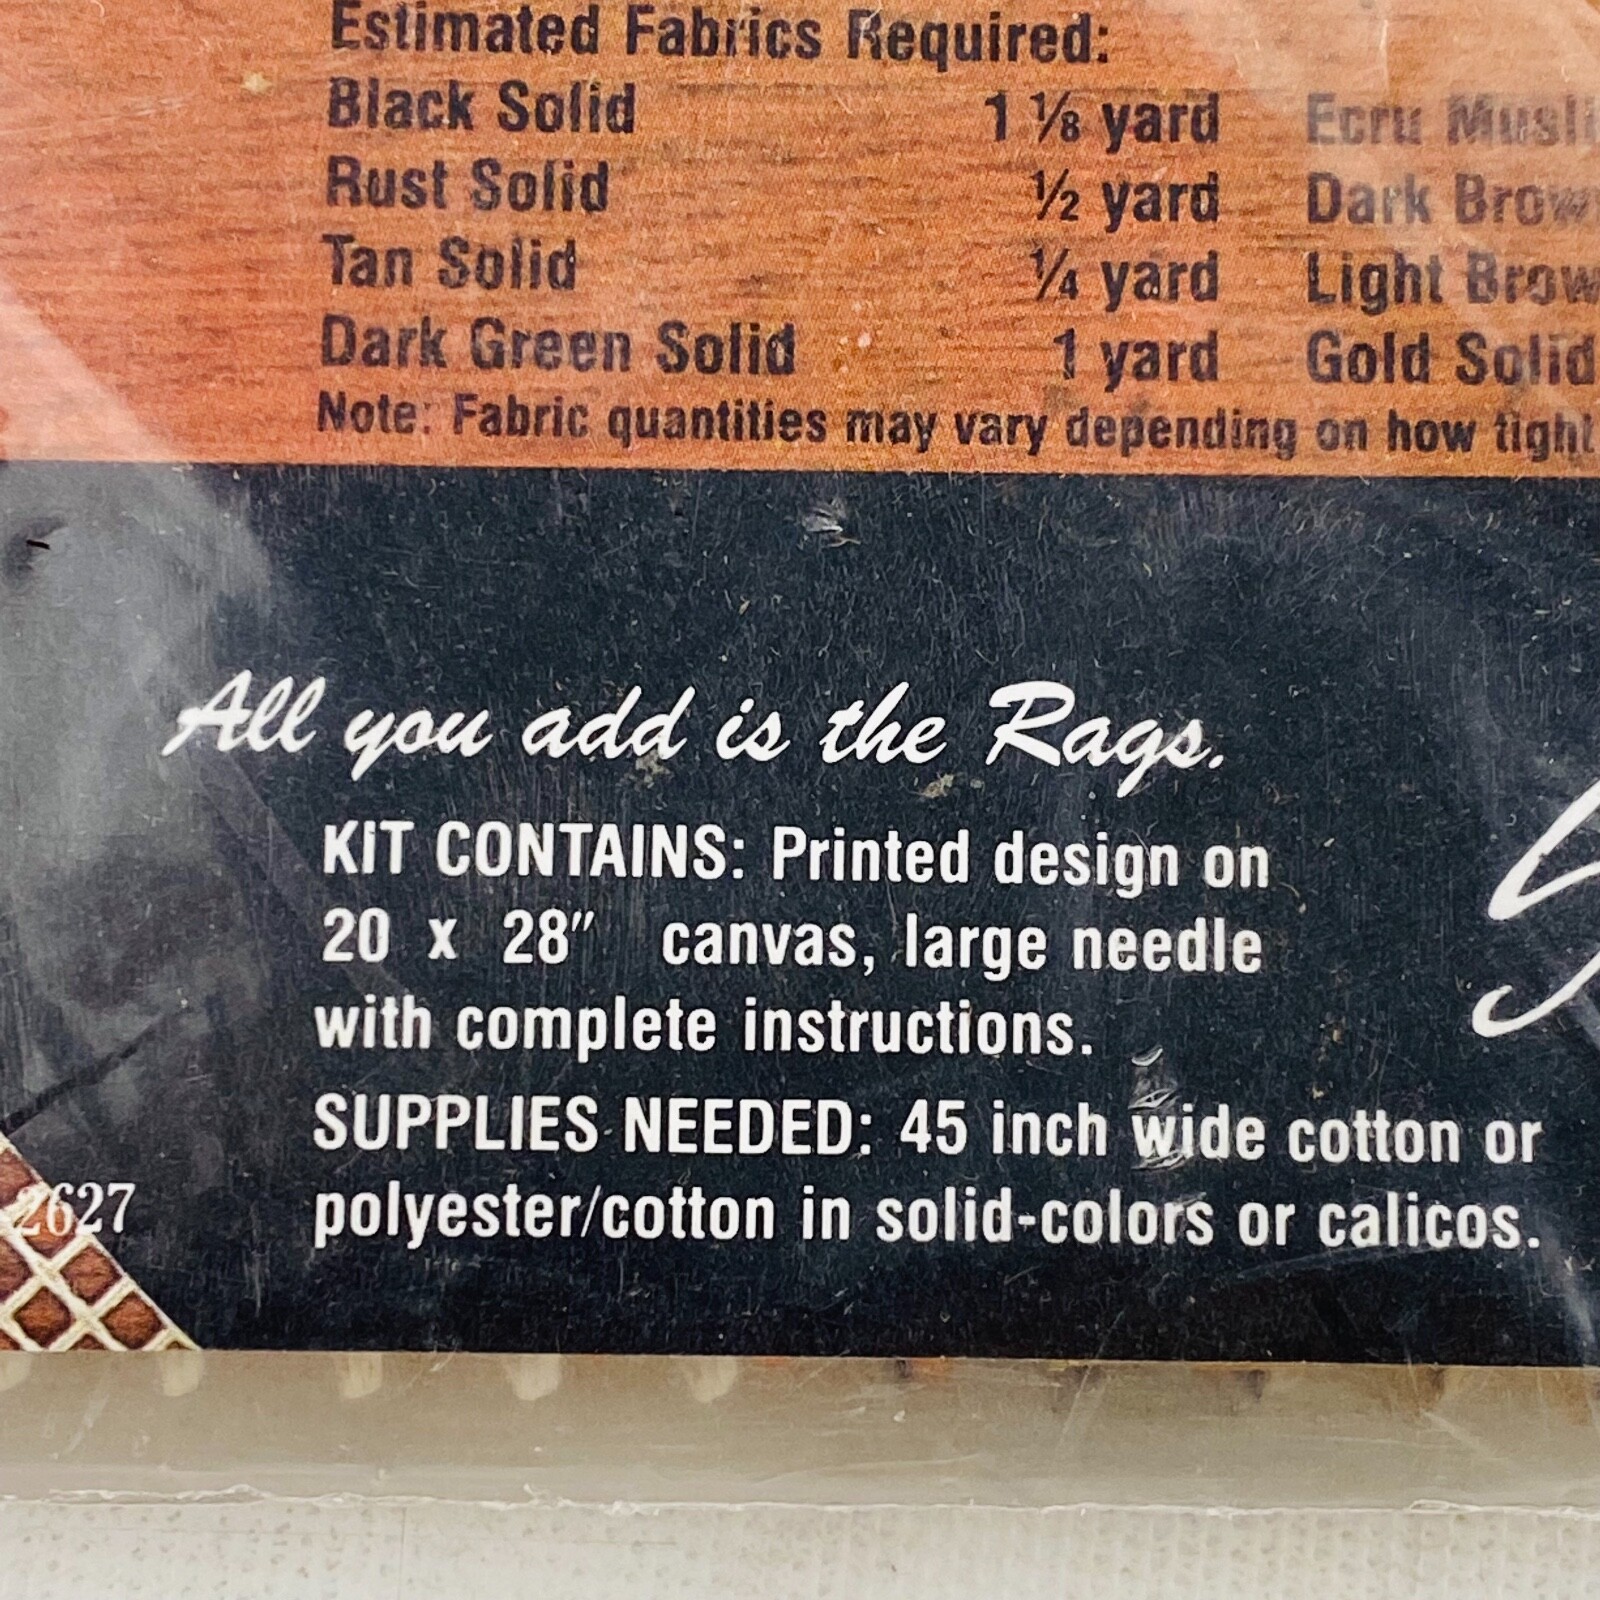 Estimated Fabrics Required:
Black Solid 1 ⅛ yard Ecru
Rust Solid ½ yard Dark
Tan Solid ¼ yard Light
Dark Green Solid 1 yard Gold Solid
Note: Fabric quantities may vary depending on how tight
All you add is the Rags.
KIT CONTAINS: Printed design on
20 x 28" canvas, large needle
with complete instructions.
SUPPLIES NEEDED: 45 inch wide cotton or
polyester/cotton in solid-colors or calicos.
2627